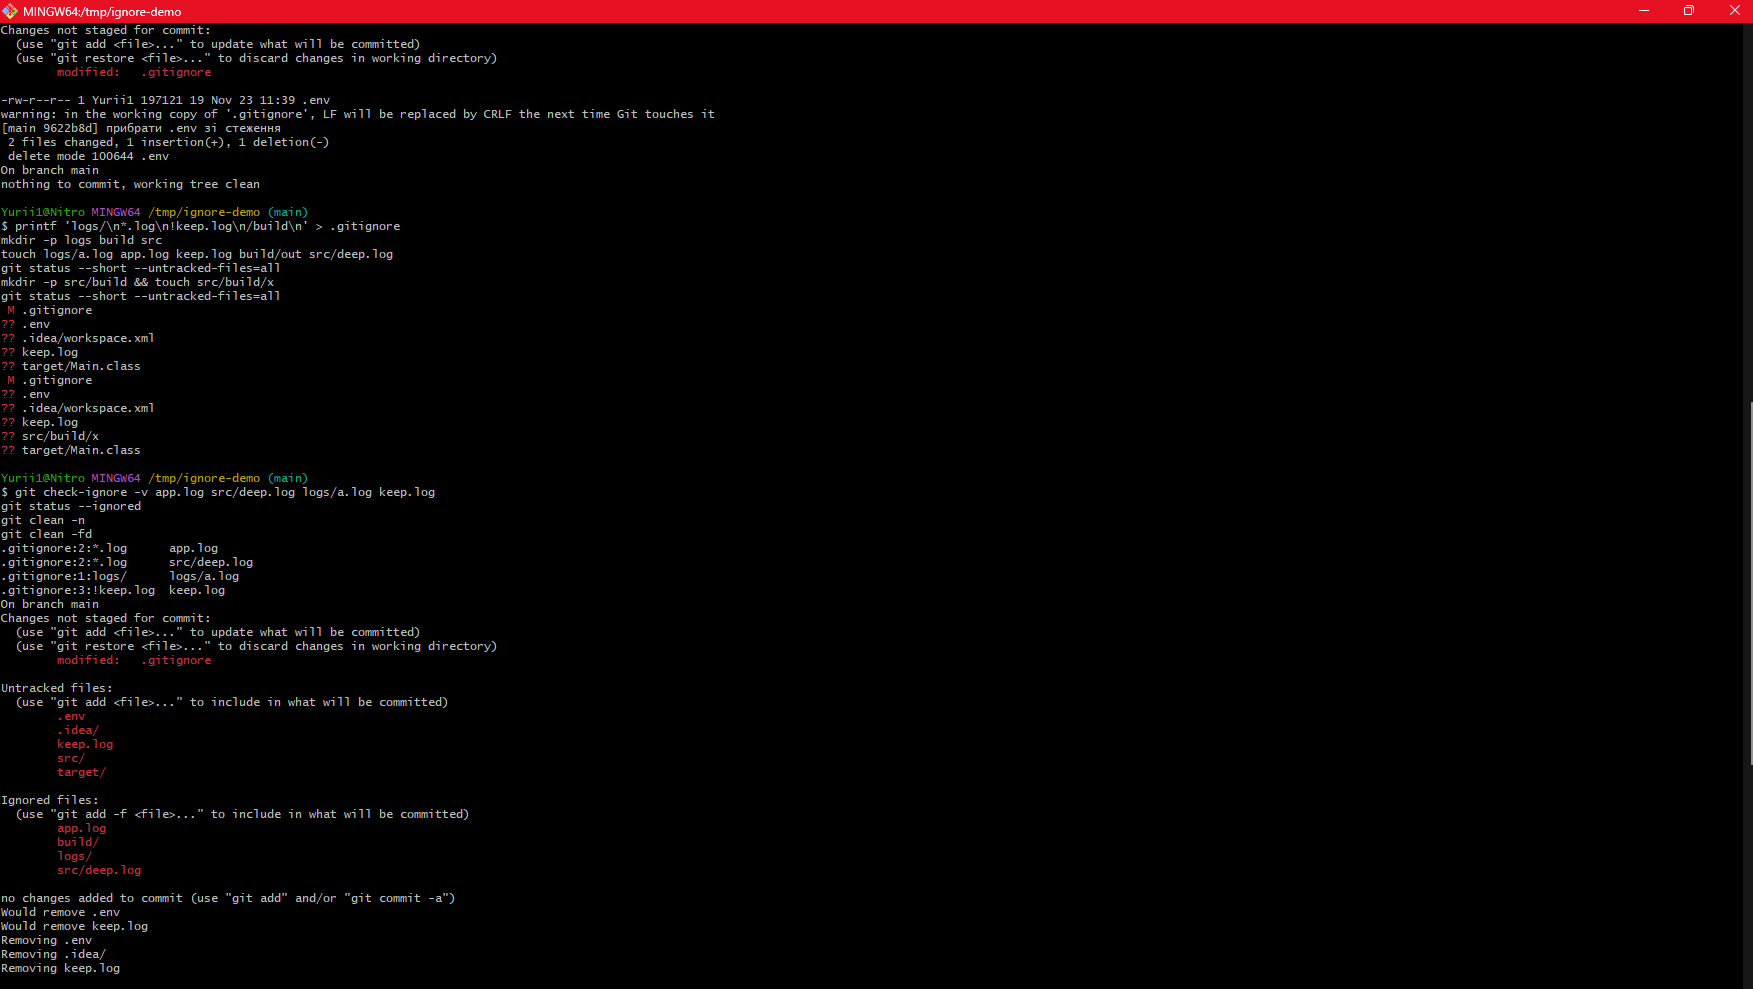 MINGW64:/tmp/ignore-demo
Changes not staged for commit:
  (use "git add <file>..." to update what will be committed)
  (use "git restore <file>..." to discard changes in working directory)
        modified:   .gitignore

-rw-r--r-- 1 Yurii1 197121 19 Nov 23 11:39 .env
warning: in the working copy of '.gitignore', LF will be replaced by CRLF the next time Git touches it
[main 9622b8d] прибрати .env зі стеження
 2 files changed, 1 insertion(+), 1 deletion(-)
 delete mode 100644 .env
On branch main
nothing to commit, working tree clean

Yurii1@Nitro MINGW64 /tmp/ignore-demo (main)
$ printf 'logs/\n*.log\n!keep.log\n/build\n' > .gitignore
mkdir -p logs build src
touch logs/a.log app.log keep.log build/out src/deep.log
git status --short --untracked-files=all
mkdir -p src/build && touch src/build/x
git status --short --untracked-files=all
 M .gitignore
?? .env
?? .idea/workspace.xml
?? keep.log
?? target/Main.class
 M .gitignore
?? .env
?? .idea/workspace.xml
?? keep.log
?? src/build/x
?? target/Main.class

Yurii1@Nitro MINGW64 /tmp/ignore-demo (main)
$ git check-ignore -v app.log src/deep.log logs/a.log keep.log
git status --ignored
git clean -n
git clean -fd
.gitignore:2:*.log      app.log
.gitignore:2:*.log      src/deep.log
.gitignore:1:logs/      logs/a.log
.gitignore:3:!keep.log  keep.log
On branch main
Changes not staged for commit:
  (use "git add <file>..." to update what will be committed)
  (use "git restore <file>..." to discard changes in working directory)
        modified:   .gitignore

Untracked files:
  (use "git add <file>..." to include in what will be committed)
        .env
        .idea/
        keep.log
        src/
        target/

Ignored files:
  (use "git add -f <file>..." to include in what will be committed)
        app.log
        build/
        logs/
        src/deep.log

no changes added to commit (use "git add" and/or "git commit -a")
Would remove .env
Would remove keep.log
Removing .env
Removing .idea/
Removing keep.log